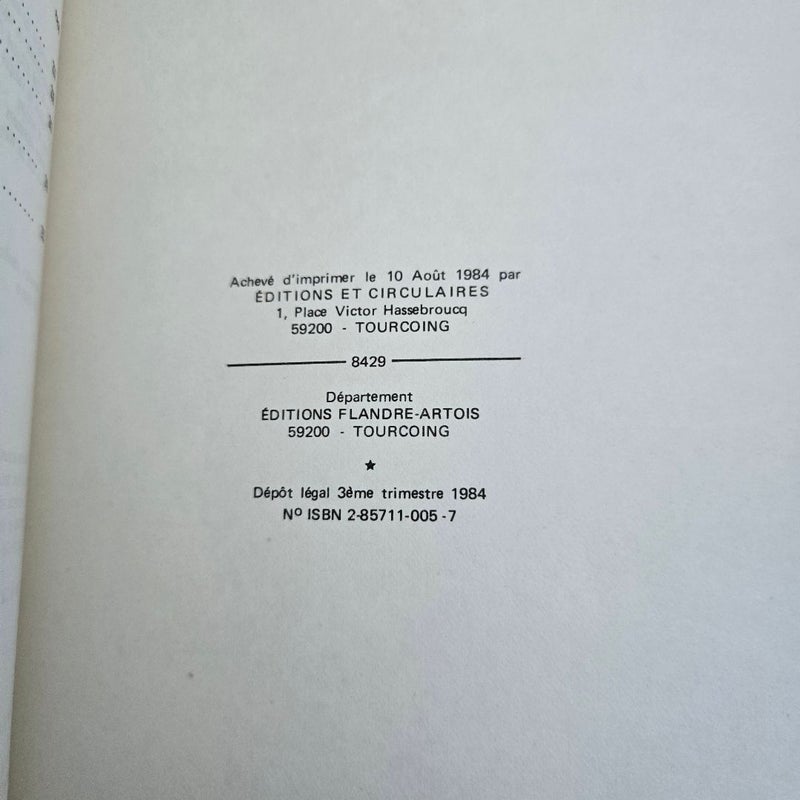 Achevé d'imprimer le 10 Août 1984 par
ÉDITIONS ET CIRCULAIRES
1, Place Victor Hassebroucq
59200 - TOURCOING
8429
Département
ÉDITIONS FLANDRE-ARTOIS
59200 - TOURCOING
★
Dépôt légal 3ème trimestre 1984
Nº ISBN 2-85711-005-7